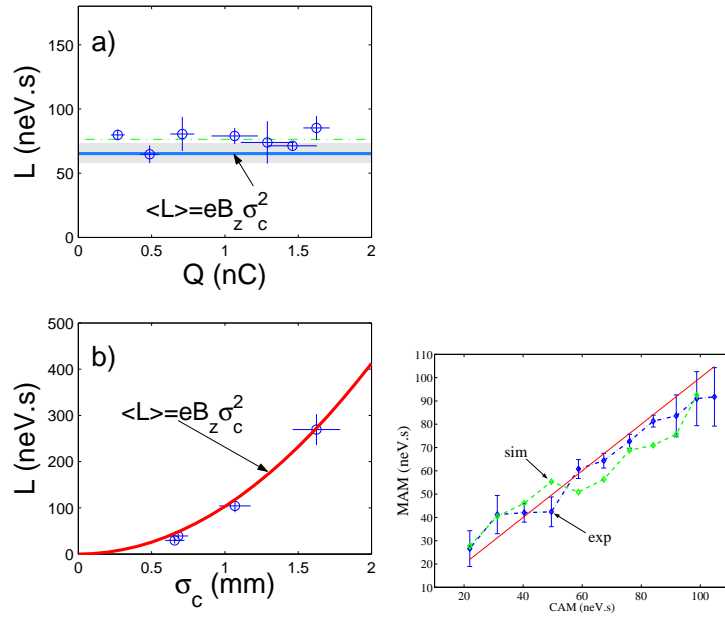 a)
L (neV.s)
150
100
50
0
<L>=eB_zσ_c^2
0 0.5 1 1.5 2
Q (nC)
b)
L (neV.s)
500
400
300
200
100
0
<L>=eB_zσ_c^2
0 0.5 1 1.5 2
σ_c (mm)
MAM (neV.s)
110
100
90
80
70
60
50
40
30
20
10
sim
exp
20 40 60 80 100
CAM (neV.s)